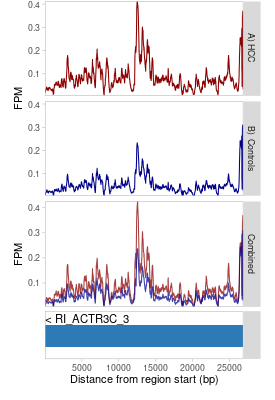 0.4
0.3
0.2
0.1
A) HCC
0.4
0.3
0.2
0.1
FPM
B) Controls
0.4
0.3
0.2
0.1
FPM
Combined
< RI_ACTR3C_3
5000 10000 15000 20000 25000
Distance from region start (bp)